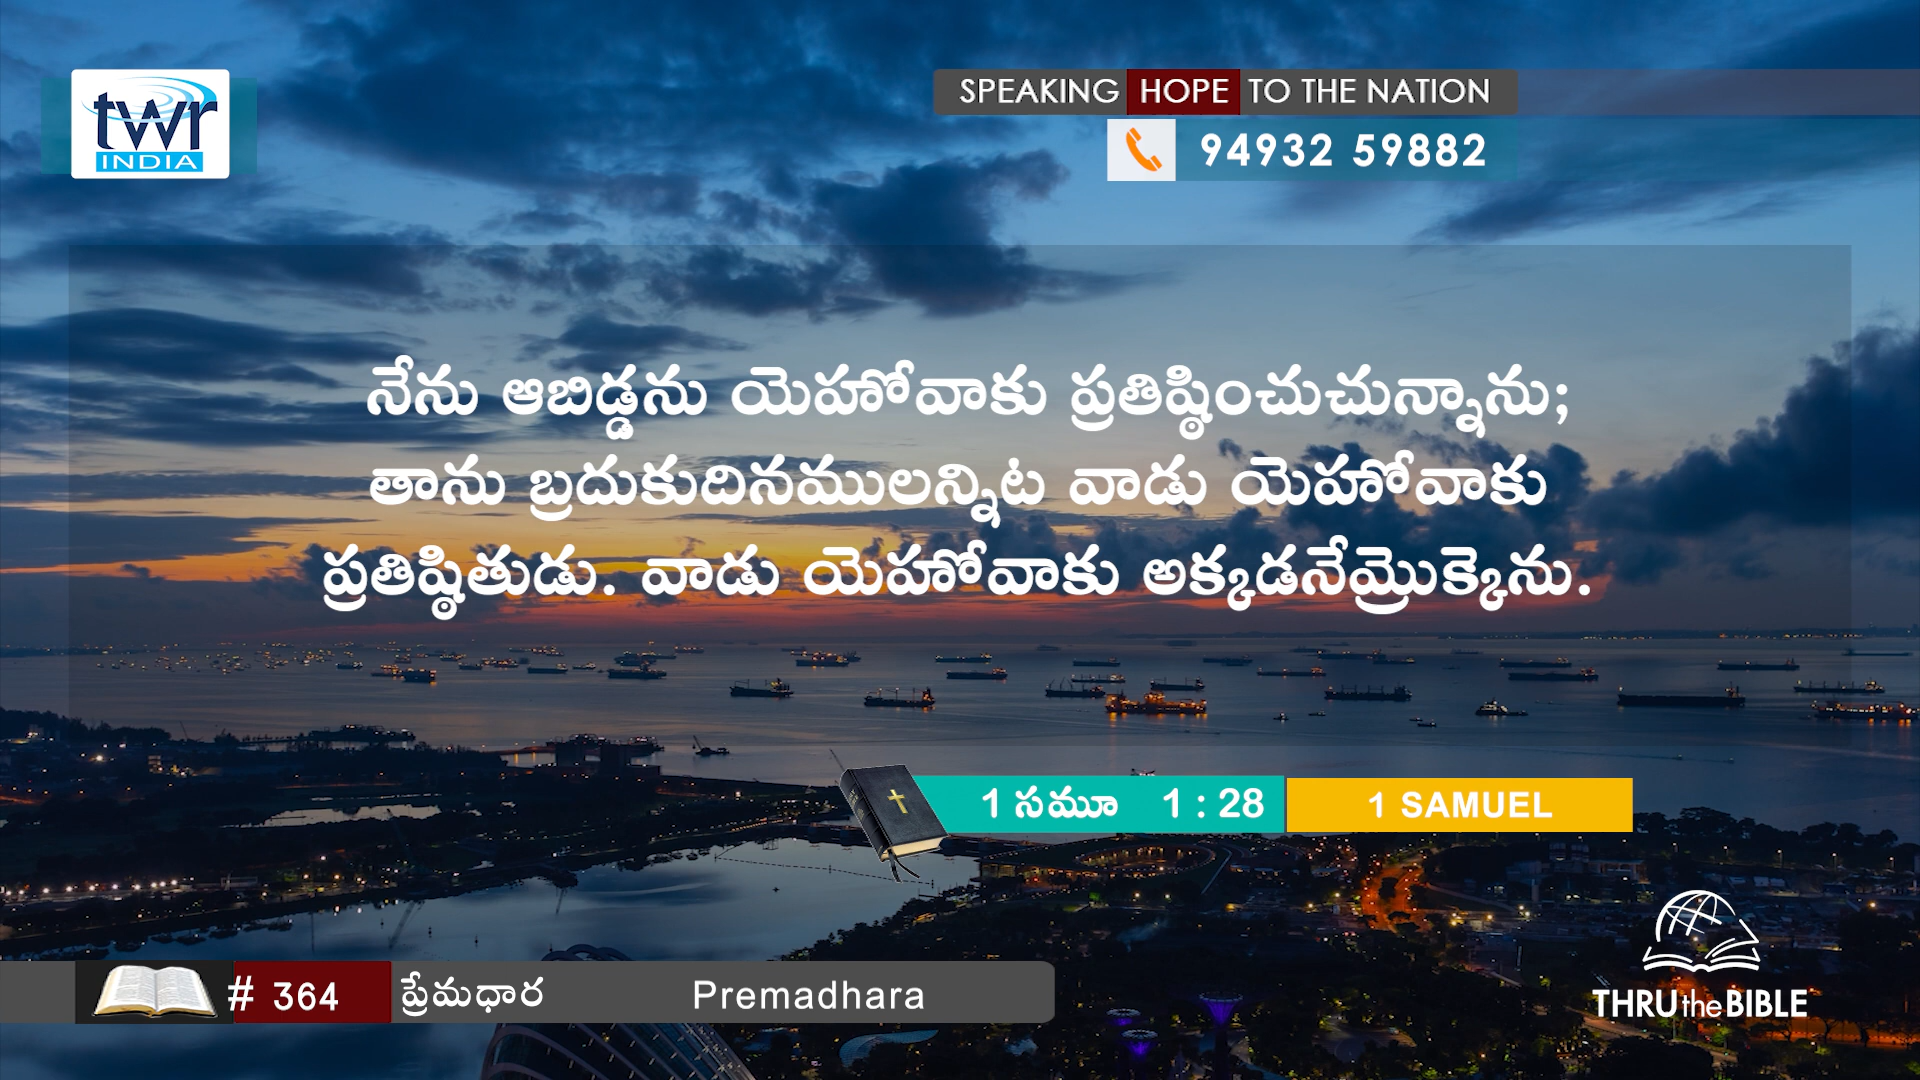 twr
INDIA
SPEAKING HOPE TO THE NATION
94932 59882
నేను ఆబిడ్డను యెహోవాకు ప్రతిష్ఠించుచున్నాను;
తాను బ్రదుకుదినములన్నిట వాడు యెహోవాకు
ప్రతిష్ఠితుడు. వాడు యెహోవాకు అక్కడనేమ్రొక్కెను.
1 సమూ 1 : 28 1 SAMUEL
# 364 ప్రేమధార Premadhara
THRU the BIBLE